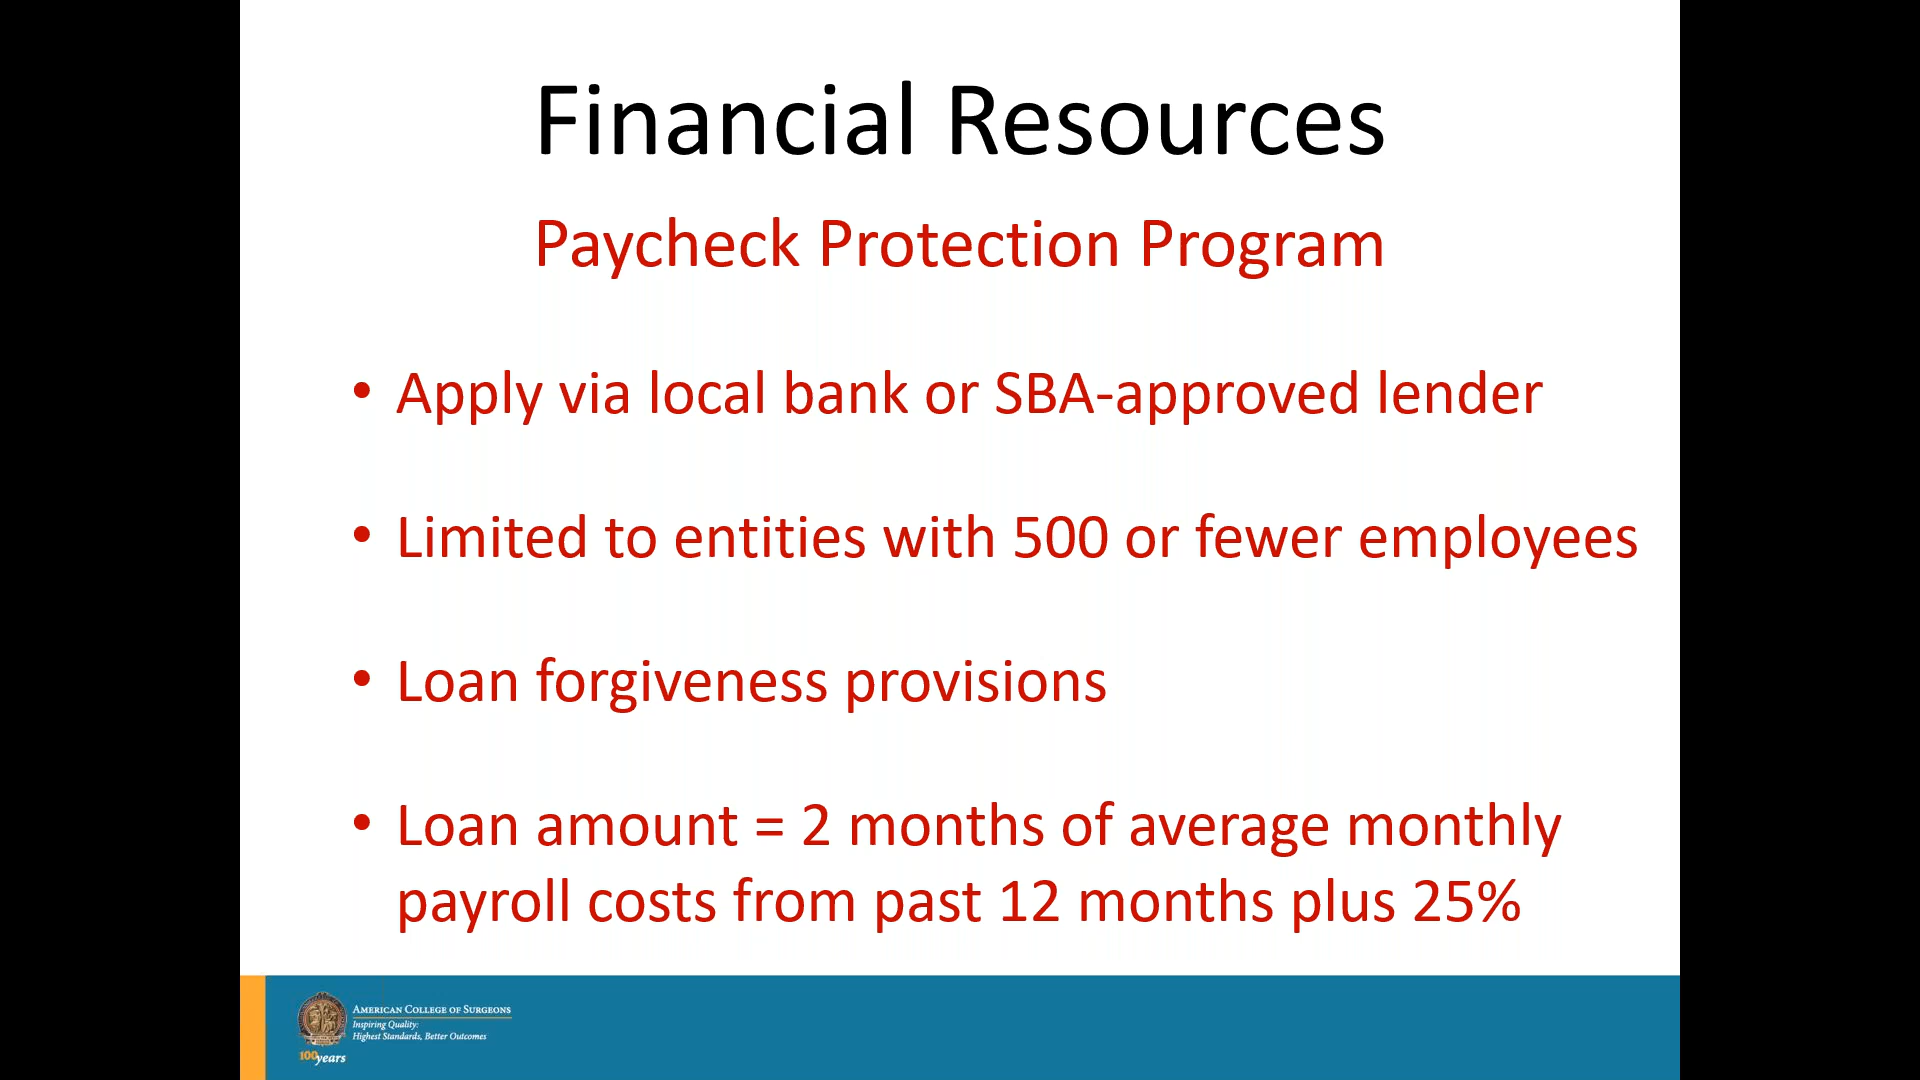 Financial Resources
Paycheck Protection Program
• Apply via local bank or SBA-approved lender
• Limited to entities with 500 or fewer employees
• Loan forgiveness provisions
• Loan amount = 2 months of average monthly
payroll costs from past 12 months plus 25%
AMERICAN COLLEGE OF SURGEONS
Inspiring Quality:
Highest Standards, Better Outcomes
100years